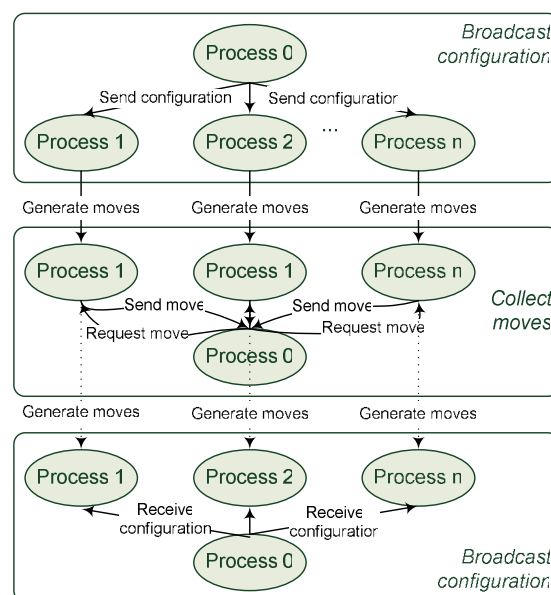 Broadcast
configuration
Process 0
Send configuration
Send configuration
Process 1
Process 2
...
Process n
Generate moves
Generate moves
Generate moves
Process 1
Process 1
Process n
Send move
Send move
Collect
moves
Request move
Request move
Process 0
Generate moves
Generate moves
Generate moves
Process 1
Process 2
Process n
Receive
configuration
Receive
configuration
Process 0
Broadcast
configuration